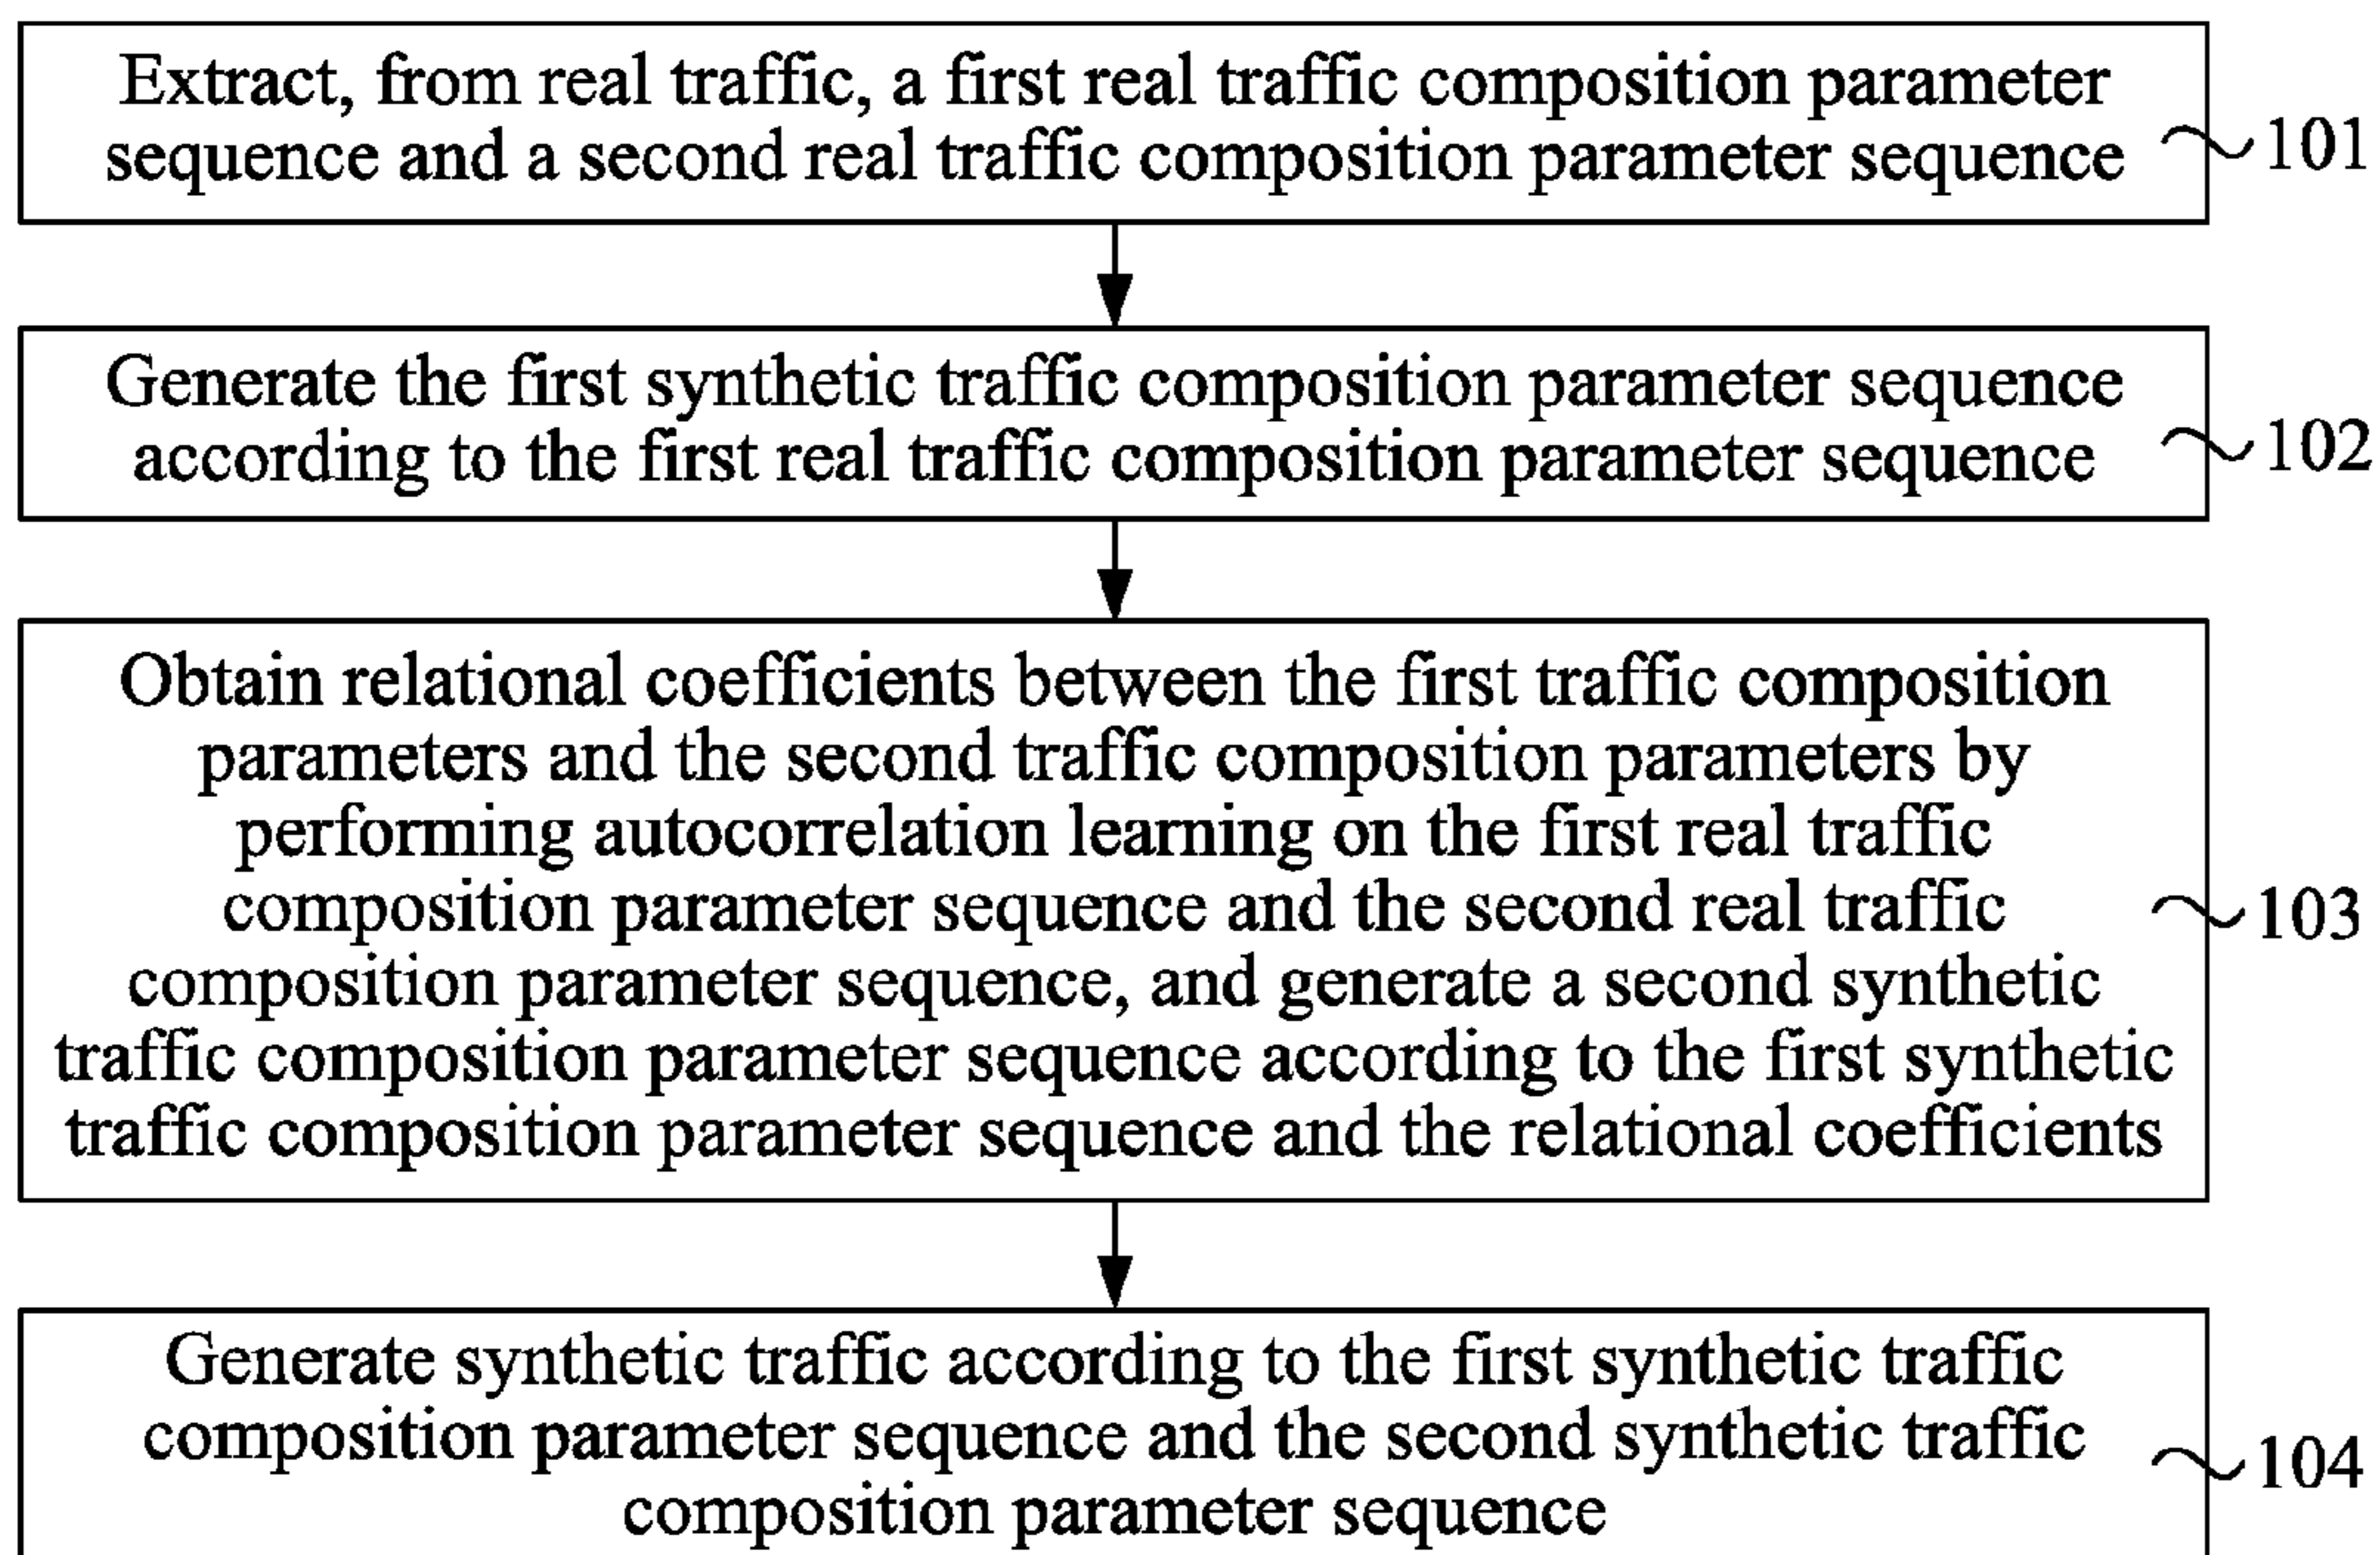 Extract, from real traffic, a first real traffic composition parameter
sequence and a second real traffic composition parameter sequence
101
Generate the first synthetic traffic composition parameter sequence
according to the first real traffic composition parameter sequence
102
Obtain relational coefficients between the first traffic composition
parameters and the second traffic composition parameters by
performing autocorrelation learning on the first real traffic
composition parameter sequence and the second real traffic
composition parameter sequence, and generate a second synthetic
traffic composition parameter sequence according to the first synthetic
traffic composition parameter sequence and the relational coefficients
103
Generate synthetic traffic according to the first synthetic traffic
composition parameter sequence and the second synthetic traffic
composition parameter sequence
104